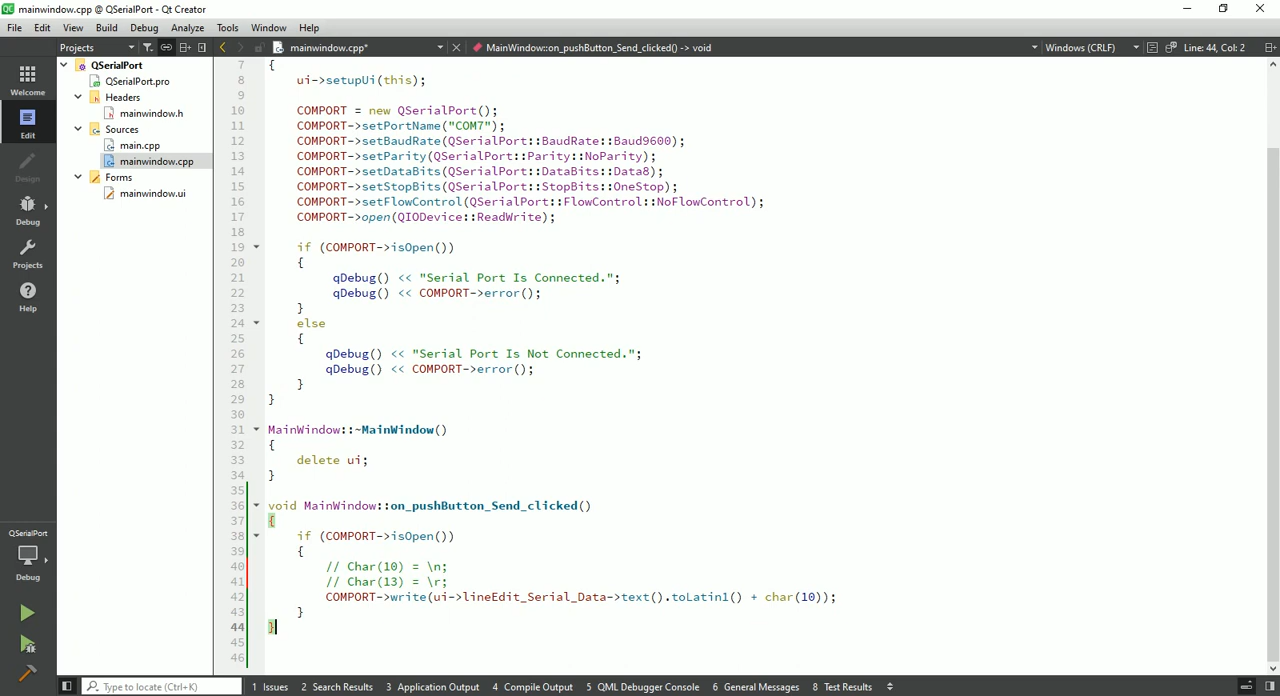 QC mainwindow.cpp @ QSerialPort - Qt Creator
File Edit View Build Debug Analyze Tools Window Help
Projects mainwindow.cpp* MainWindow::on_pushButton_Send_clicked() -> void Windows (CRLF) Line: 44, Col: 2
Welcome
Edit
Design
Debug
Projects
Help
QSerialPort
Debug
QSerialPort
QSerialPort.pro
Headers
mainwindow.h
Sources
main.cpp
mainwindow.cpp
Forms
mainwindow.ui
7 {
8 ui->setupUi(this);
9
10 COMPORT = new QSerialPort();
11 COMPORT->setPortName("COM7");
12 COMPORT->setBaudRate(QSerialPort::BaudRate::Baud9600);
13 COMPORT->setParity(QSerialPort::Parity::NoParity);
14 COMPORT->setDataBits(QSerialPort::DataBits::Data8);
15 COMPORT->setStopBits(QSerialPort::StopBits::OneStop);
16 COMPORT->setFlowControl(QSerialPort::FlowControl::NoFlowControl);
17 COMPORT->open(QIODevice::ReadWrite);
18
19 if (COMPORT->isOpen())
20 {
21 qDebug() << "Serial Port Is Connected.";
22 qDebug() << COMPORT->error();
23 }
24 else
25 {
26 qDebug() << "Serial Port Is Not Connected.";
27 qDebug() << COMPORT->error();
28 }
29 }
30
31 MainWindow::~MainWindow()
32 {
33 delete ui;
34 }
35
36 void MainWindow::on_pushButton_Send_clicked()
37 {
38 if (COMPORT->isOpen())
39 {
40 // Char(10) = \n;
41 // Char(13) = \r;
42 COMPORT->write(ui->lineEdit_Serial_Data->text().toLatin1() + char(10));
43 }
44 }
45
46
Type to locate (Ctrl+K) 1 Issues 2 Search Results 3 Application Output 4 Compile Output 5 QML Debugger Console 6 General Messages 8 Test Results